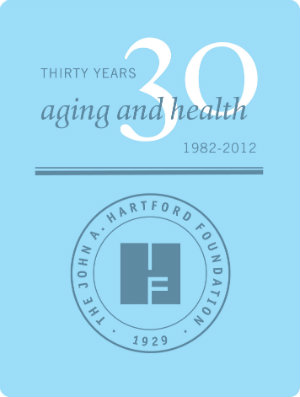 THIRTY YEARS 30
aging and health
1982-2012
THE JOHN A. HARTFORD FOUNDATION
HF
· 1929 ·